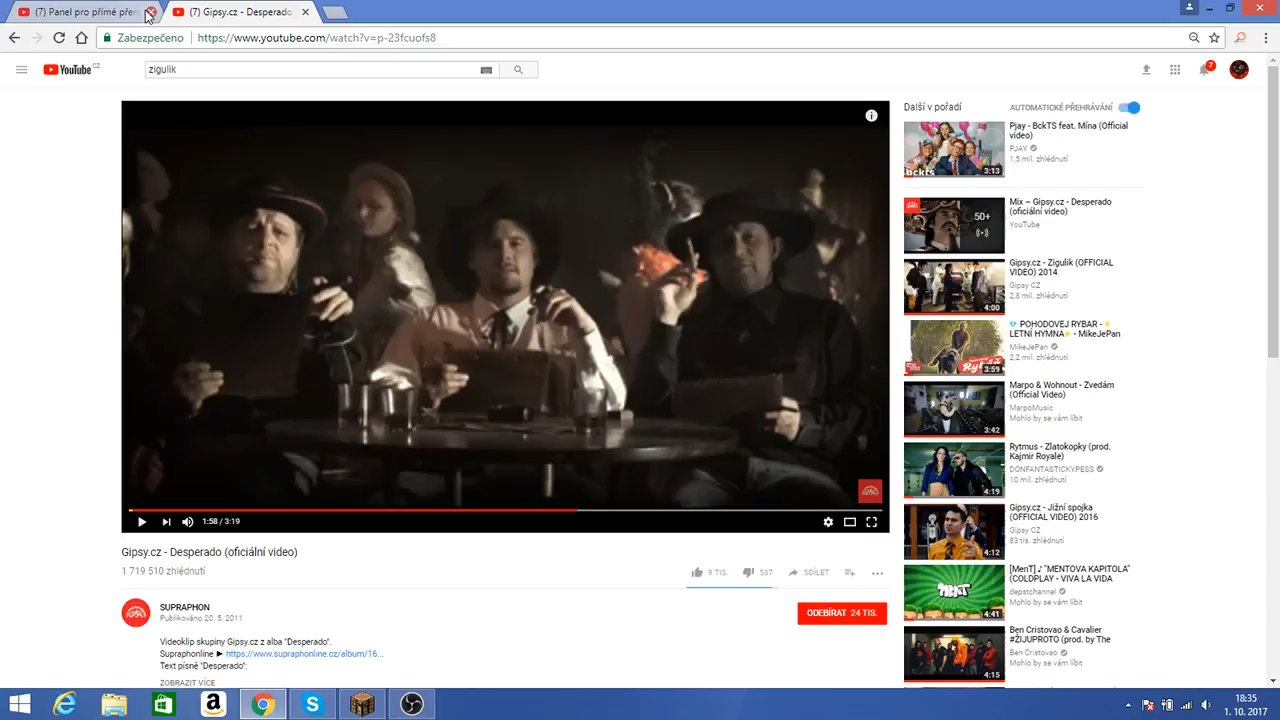 (7) Panel pro přímé přen
(7) Gipsy.cz - Desperado
Zabezpečeno
https://www.youtube.com/watch?v=p-23fcuofs8
YouTube CZ
zigulik
7
Další v pořadí
AUTOMATICKÉ PŘEHRÁVÁNÍ
bckts
3:13
Pjay - BckTS feat. Mína (Official
video)
PJAY
1,5 mil. zhlédnutí
50+
Mix – Gipsy.cz - Desperado
(oficiální video)
YouTube
4:00
Gipsy.cz - Zigulik (OFFICIAL
VIDEO) 2014
Gipsy CZ
2,8 mil. zhlédnutí
3:59
POHODOVEJ RYBAR -
LETNÍ HYMNA - MikeJePan
MikeJePan
2,2 mil. zhlédnutí
3:42
Marpo & Wohnout - Zvedám
(Official Video)
MarpoMusic
Mohlo by se vám líbit
4:19
Rytmus - Zlatokopky (prod.
Kajmir Royale)
DONFANTASTICKYPESS
10 mil. zhlédnutí
4:12
Gipsy.cz - Jižní spojka
(OFFICIAL VIDEO) 2016
Gipsy CZ
83 tis. zhlédnutí
MENT
4:41
[MenT] ♪ "MENTOVA KAPITOLA"
(COLDPLAY - VIVA LA VIDA
depstchannel
Mohlo by se vám líbit
4:15
Ben Cristovao & Cavalier
#ŽIJUPROTO (prod. by The
Ben Cristovao
Mohlo by se vám líbit
1:58 / 3:19
Gipsy.cz - Desperado (oficiální video)
1 719 510 zhlédnutí
9 TIS.
537
SDÍLET
SUPRAPHON
Publikováno 20. 5. 2011
ODEBÍRAT 24 TIS.
Videoklip skupiny Gipsy.cz z alba "Desperado".
Supraphonline ► https://www.supraphonline.cz/album/16...
Text písně "Desperado":
ZOBRAZIT VÍCE
18:35
1. 10. 2017